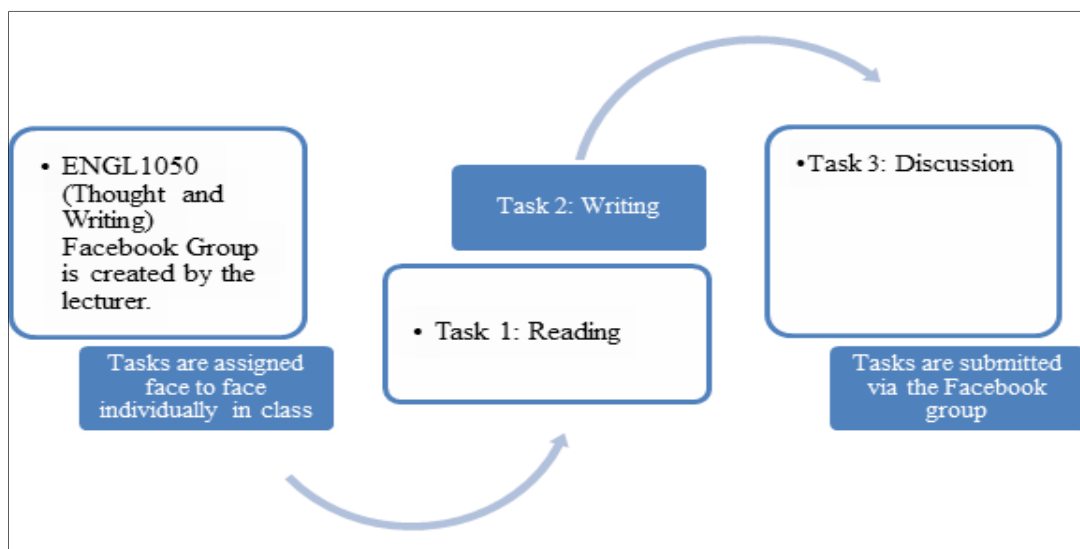 • ENGL1050
(Thought and
Writing)
Facebook Group
is created by the
lecturer.
Tasks are assigned
face to face
individually in class
Task 2: Writing
• Task 1: Reading
•Task 3: Discussion
Tasks are submitted
via the Facebook
group